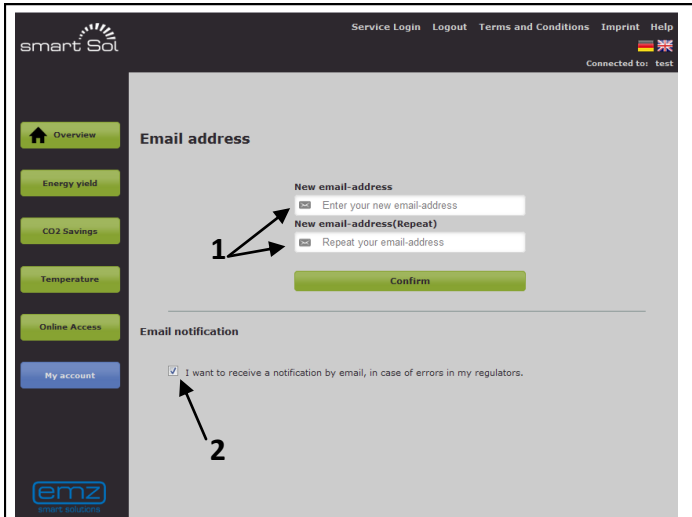 smart Sol
Service Login Logout Terms and Conditions Imprint Help
Connected to: test
Overview
Energy yield
CO2 Savings
Temperature
Online Access
My account
emz
smart solutions
Email address
New email-address
Enter your new email-address
New email-address(Repeat)
Repeat your email-address
1
Confirm
Email notification
I want to receive a notification by email, in case of errors in my regulators.
2